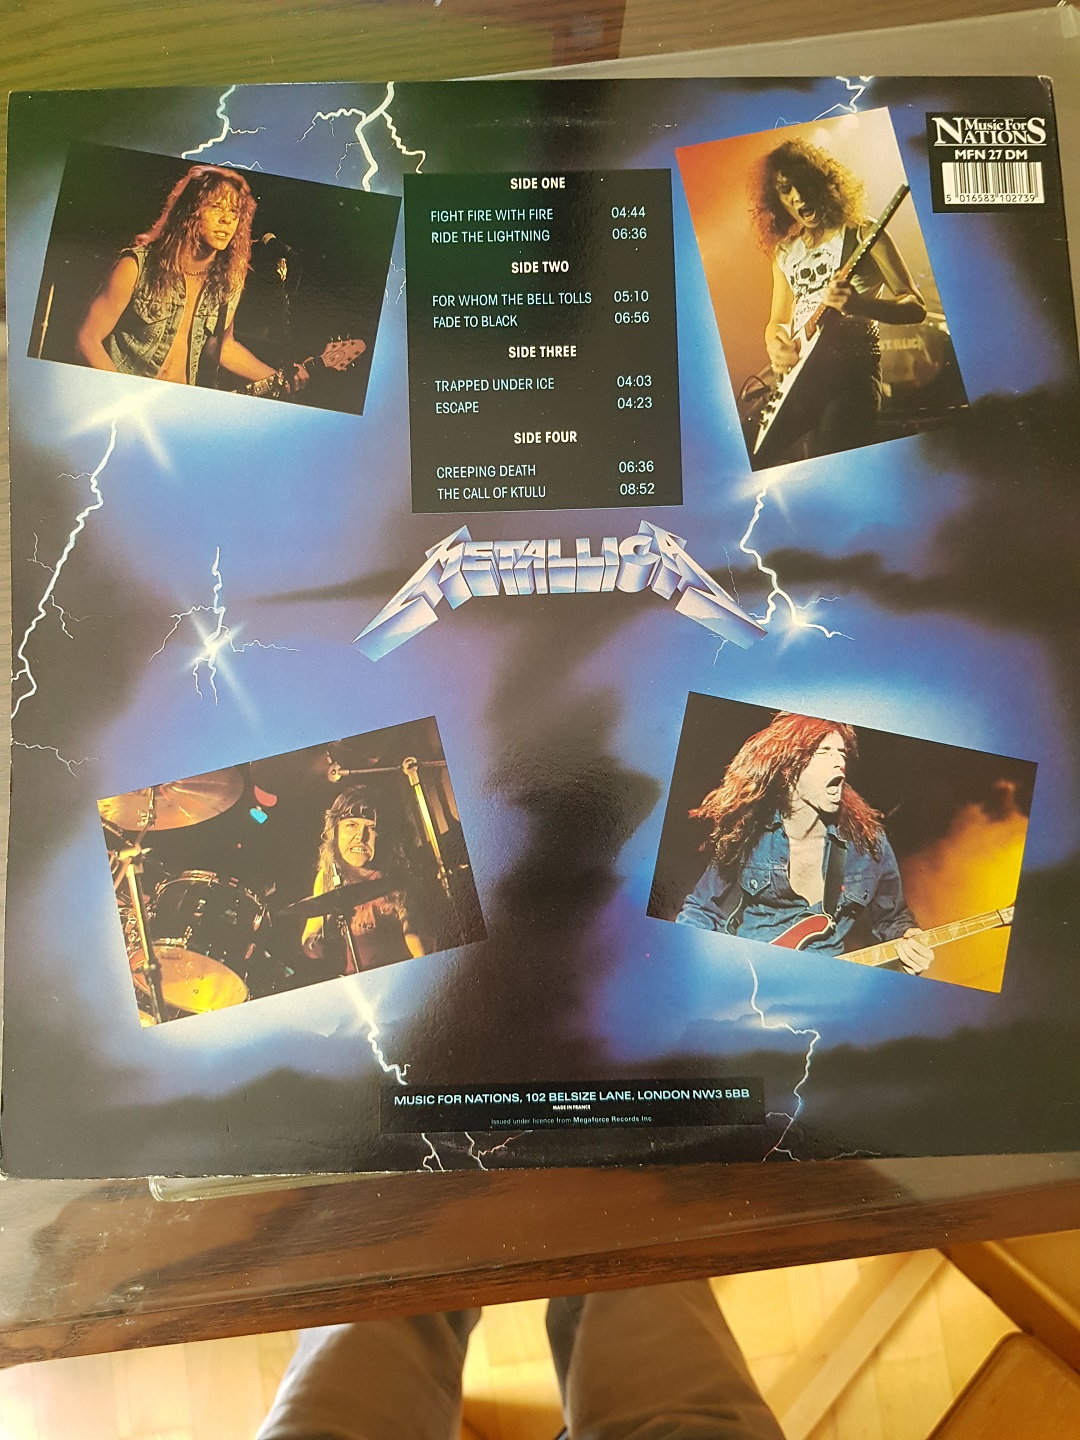 Music For
NATIONS
MFN 27 DM
5 016583 102739
SIDE ONE
FIGHT FIRE WITH FIRE 04:44
RIDE THE LIGHTNING 06:36
SIDE TWO
FOR WHOM THE BELL TOLLS 05:10
FADE TO BLACK 06:56
SIDE THREE
TRAPPED UNDER ICE 04:03
ESCAPE 04:23
SIDE FOUR
CREEPING DEATH 06:36
THE CALL OF KTULU 08:52
METALLICA
MUSIC FOR NATIONS, 102 BELSIZE LANE, LONDON NW3 5BB
MADE IN FRANCE
Issued under licence from Megaforce Records Inc.